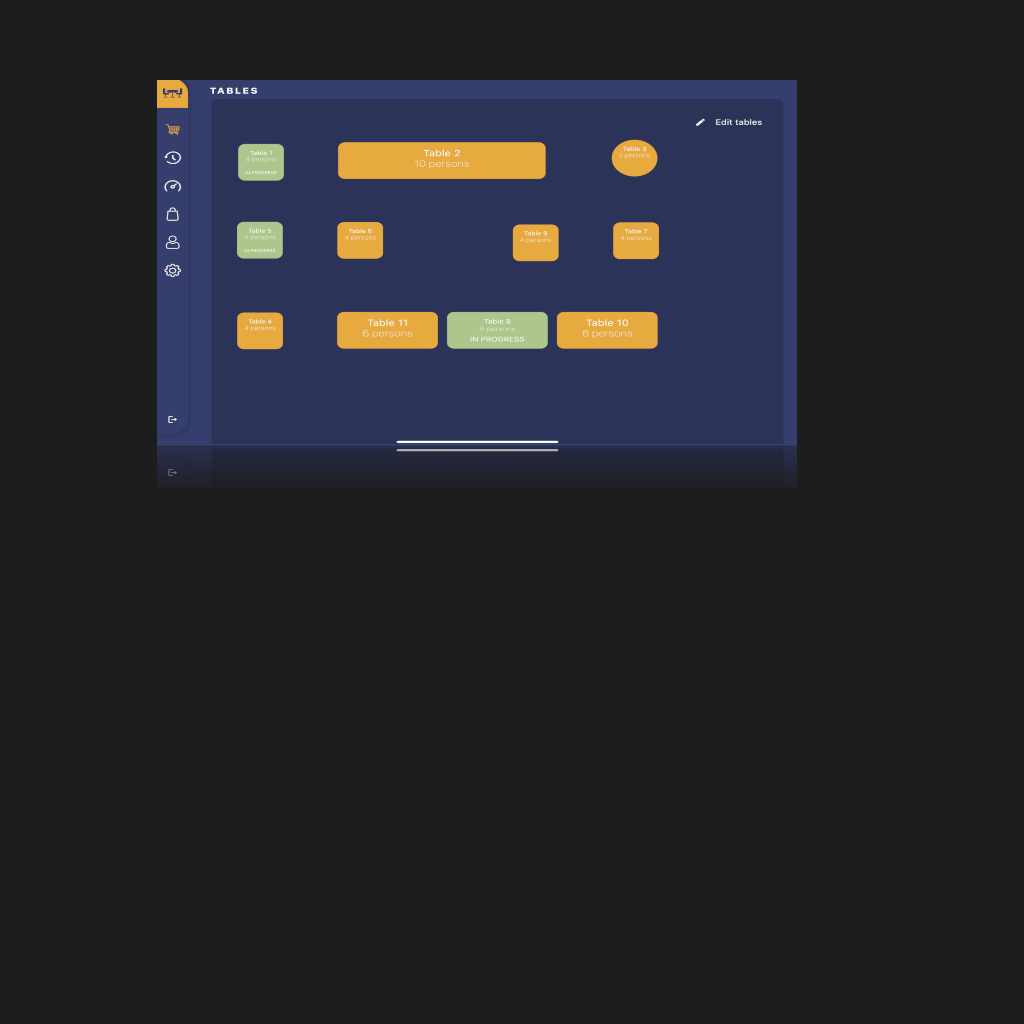 TABLES
Edit tables
Table 1
4 persons
IN PROGRESS
Table 2
10 persons
Table 3
2 persons
Table 5
4 persons
IN PROGRESS
Table 6
4 persons
Table 9
4 persons
Table 7
4 persons
Table 4
4 persons
Table 11
6 persons
Table 8
6 persons
IN PROGRESS
Table 10
6 persons